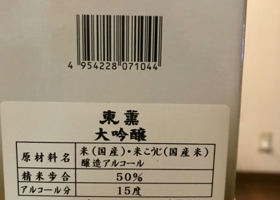 4 954228 071044
東薫
大吟醸
原材料名 米(国産)・米こうじ(国産米)
醸造アルコール
精米歩合 50%
アルコール分 15度